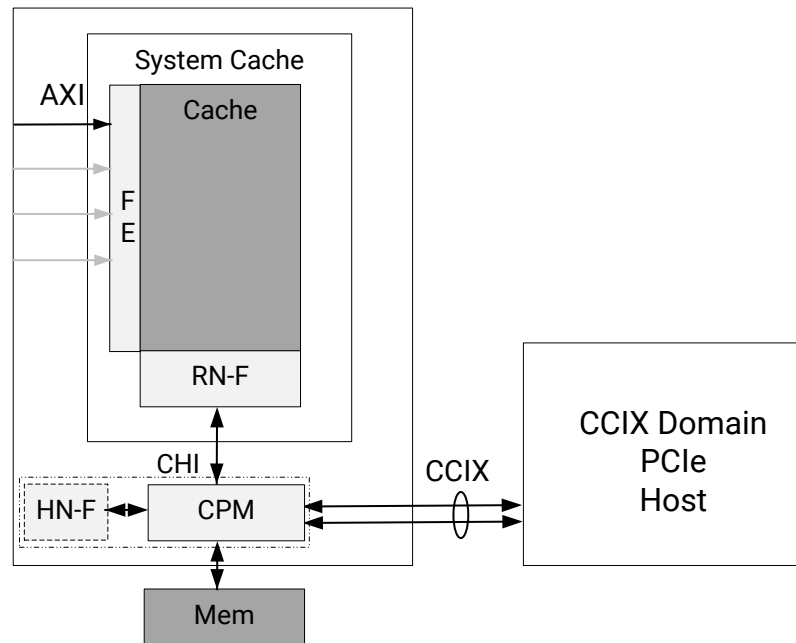 System Cache
AXI
Cache
F
E
RN-F
CHI
CCIX
HN-F
CPM
Mem
CCIX Domain
PCIe
Host